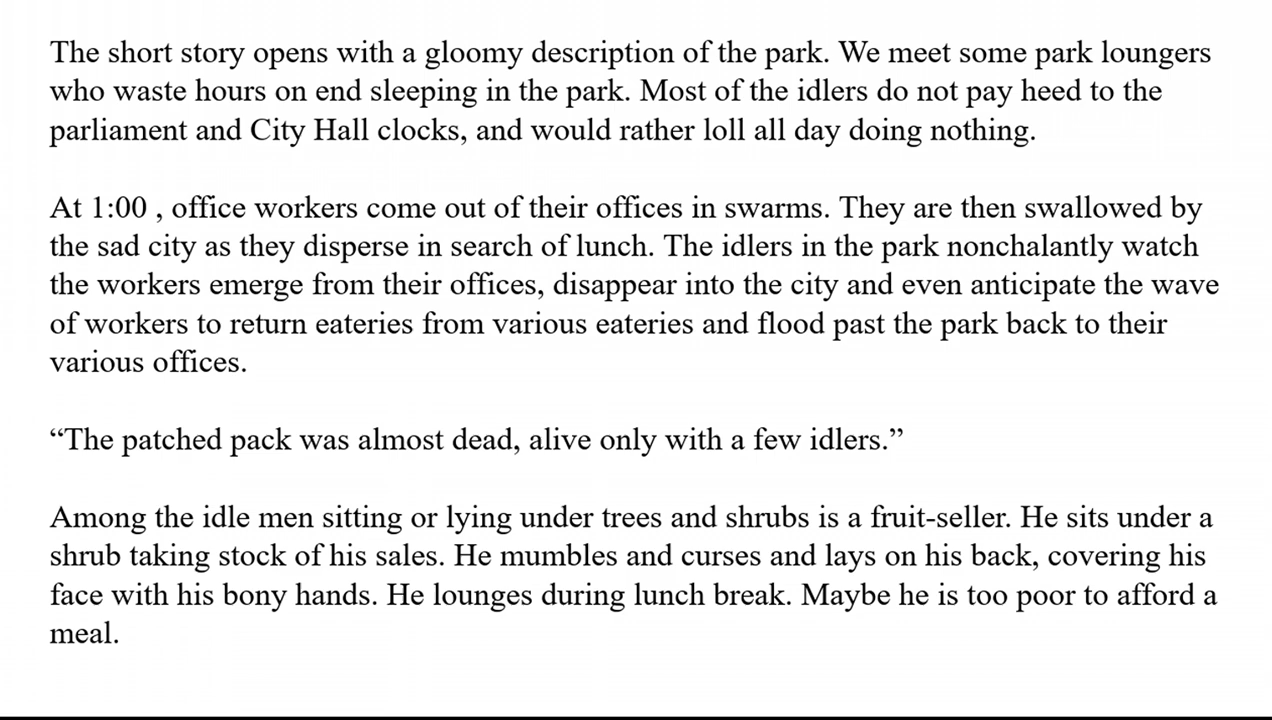 The short story opens with a gloomy description of the park. We meet some park loungers
who waste hours on end sleeping in the park. Most of the idlers do not pay heed to the
parliament and City Hall clocks, and would rather loll all day doing nothing.
At 1:00 , office workers come out of their offices in swarms. They are then swallowed by
the sad city as they disperse in search of lunch. The idlers in the park nonchalantly watch
the workers emerge from their offices, disappear into the city and even anticipate the wave
of workers to return eateries from various eateries and flood past the park back to their
various offices.
“The patched pack was almost dead, alive only with a few idlers.”
Among the idle men sitting or lying under trees and shrubs is a fruit-seller. He sits under a
shrub taking stock of his sales. He mumbles and curses and lays on his back, covering his
face with his bony hands. He lounges during lunch break. Maybe he is too poor to afford a
meal.